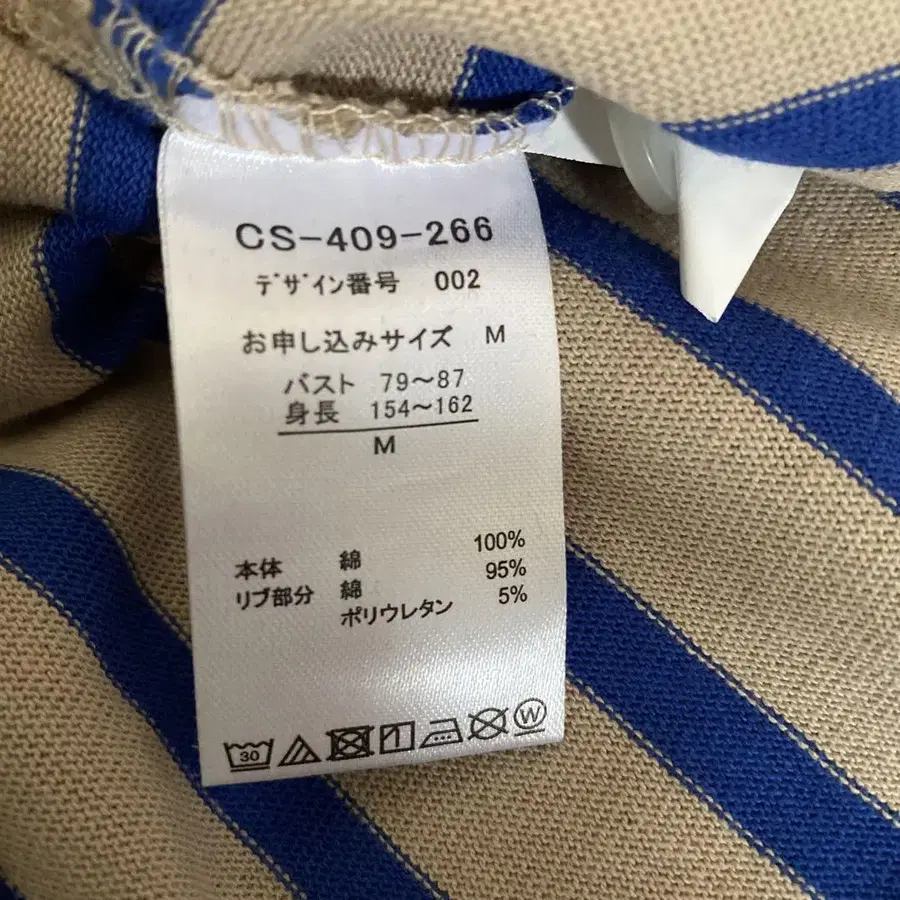 CS-409-266
ﾃﾞｻﾞｲﾝ番号 002
お申し込みサイズ M
バスト 79～87
身長 154～162
M
本体 綿 100%
リブ部分 綿 95%
ポリウレタン 5%
30
W